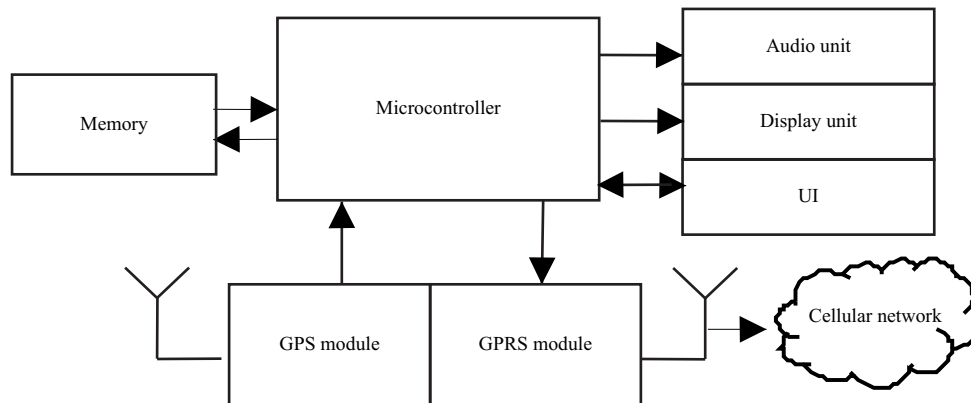 Audio unit
Microcontroller
Memory
Display unit
UI
Cellular network
GPS module
GPRS module